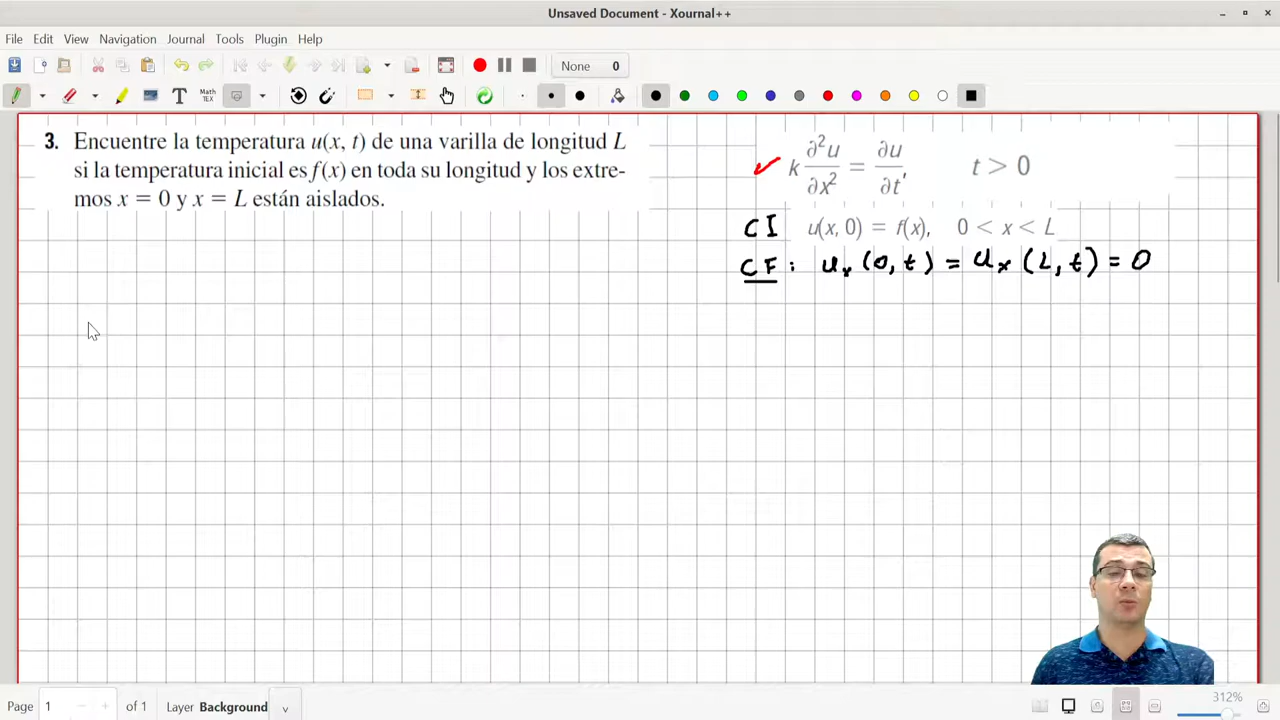 Unsaved Document - Xournal++
File Edit View Navigation Journal Tools Plugin Help
None 0
T MATH TEX
3. Encuentre la temperatura u(x, t) de una varilla de longitud L
si la temperatura inicial es f(x) en toda su longitud y los extre-
mos x = 0 y x = L están aislados.
k ∂²u/∂x² = ∂u/∂t, t > 0
CI u(x, 0) = f(x), 0 < x < L
CF: uₓ(0, t) = uₓ(L, t) = 0
Page 1 of 1 Layer Background 312%